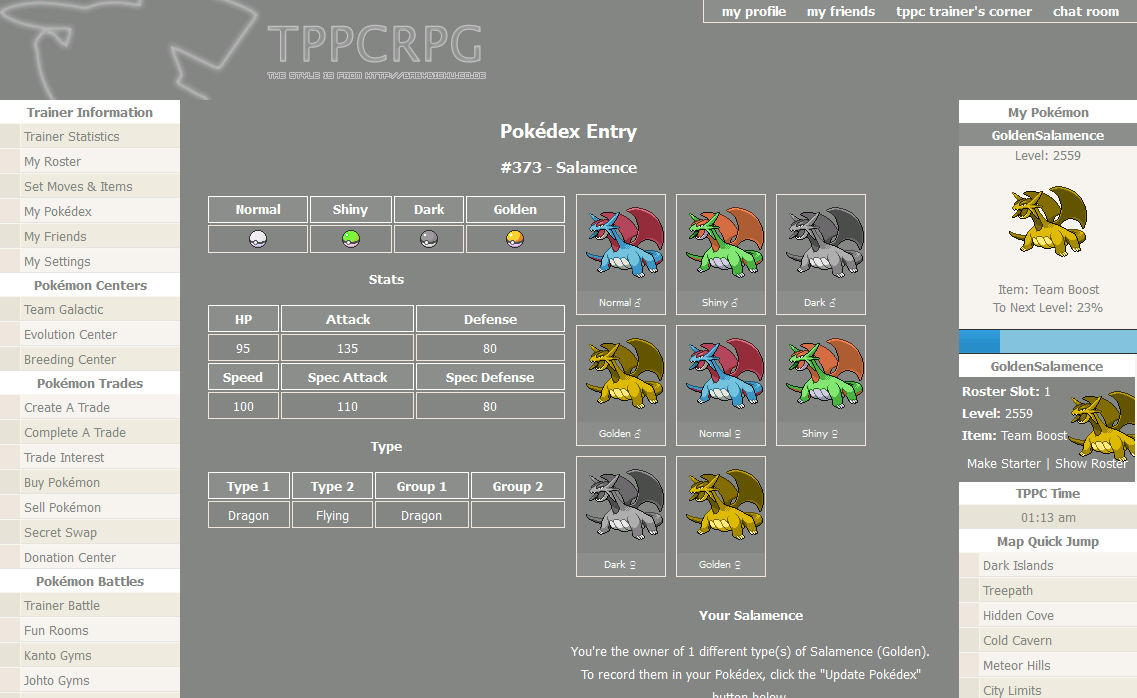 my profile my friends tppc trainer's corner chat room
TPPCRPG
THE STYLE IS FROM HTTP://BABYBICHU.CO.DE
Trainer Information
Trainer Statistics
My Roster
Set Moves & Items
My Pokédex
My Friends
My Settings
Pokémon Centers
Team Galactic
Evolution Center
Breeding Center
Pokémon Trades
Create A Trade
Complete A Trade
Trade Interest
Buy Pokémon
Sell Pokémon
Secret Swap
Donation Center
Pokémon Battles
Trainer Battle
Fun Rooms
Kanto Gyms
Johto Gyms
Pokédex Entry
#373 - Salamence
Normal Shiny Dark Golden
Stats
HP Attack Defense
95 135 80
Speed Spec Attack Spec Defense
100 110 80
Type
Type 1 Type 2 Group 1 Group 2
Dragon Flying Dragon
Normal ♂ Shiny ♂ Dark ♂
Golden ♂ Normal ♀ Shiny ♀
Dark ♀ Golden ♀
Your Salamence
You're the owner of 1 different type(s) of Salamence (Golden).
To record them in your Pokédex, click the "Update Pokédex"
button below
My Pokémon
GoldenSalamence
Level: 2559
Item: Team Boost
To Next Level: 23%
GoldenSalamence
Roster Slot: 1
Level: 2559
Item: Team Boost
Make Starter | Show Roster
TPPC Time
01:13 am
Map Quick Jump
Dark Islands
Treepath
Hidden Cove
Cold Cavern
Meteor Hills
City Limits